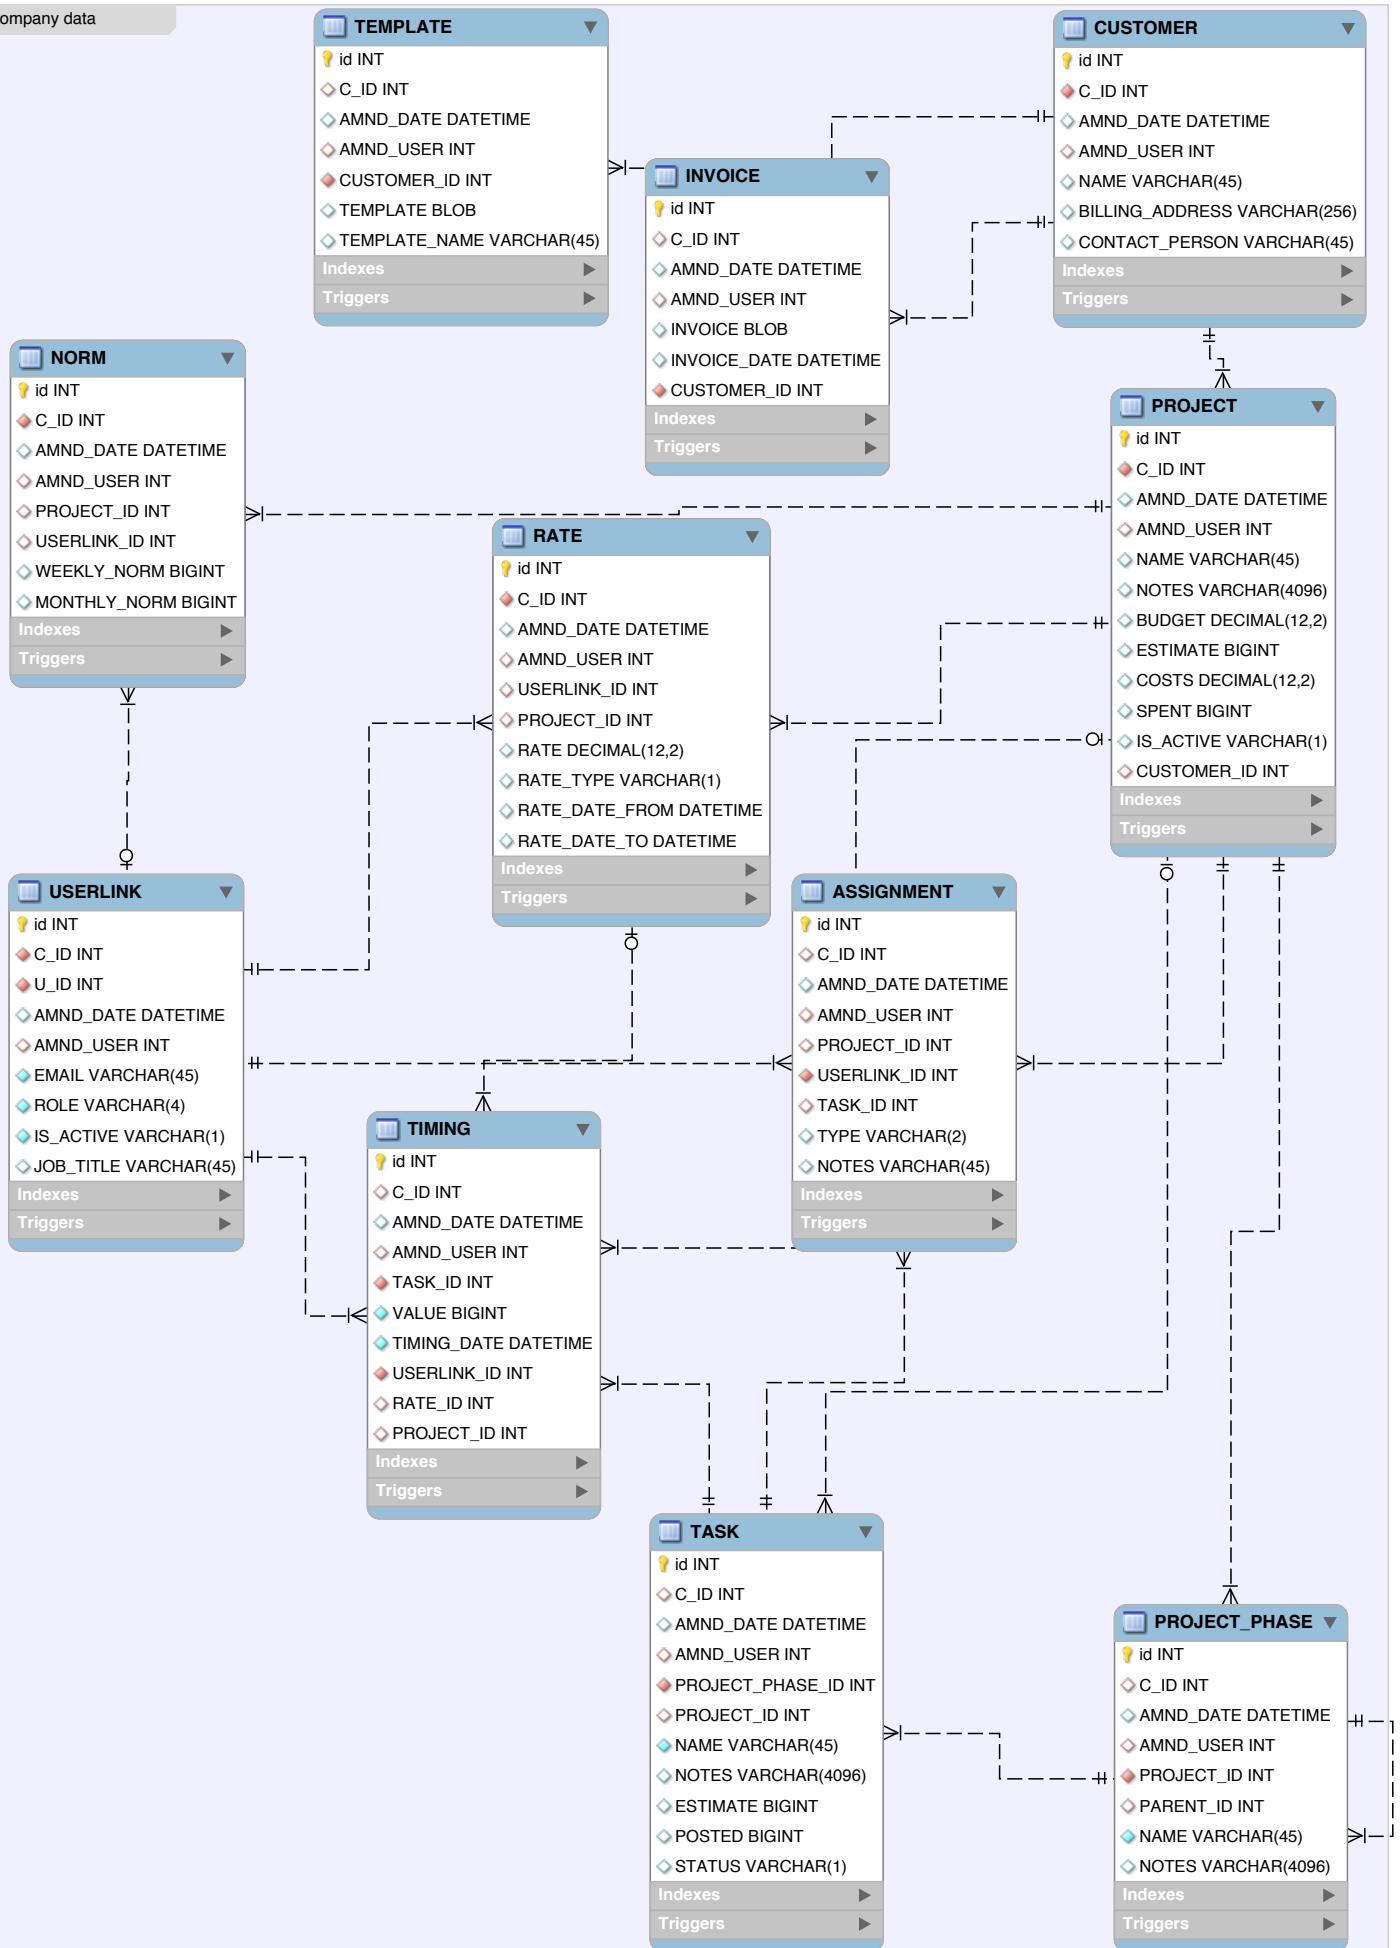 ompany data
TEMPLATE
id INT
C_ID INT
AMND_DATE DATETIME
AMND_USER INT
CUSTOMER_ID INT
TEMPLATE BLOB
TEMPLATE_NAME VARCHAR(45)
Indexes
Triggers
CUSTOMER
id INT
C_ID INT
AMND_DATE DATETIME
AMND_USER INT
NAME VARCHAR(45)
BILLING_ADDRESS VARCHAR(256)
CONTACT_PERSON VARCHAR(45)
Indexes
Triggers
INVOICE
id INT
C_ID INT
AMND_DATE DATETIME
AMND_USER INT
INVOICE BLOB
INVOICE_DATE DATETIME
CUSTOMER_ID INT
Indexes
Triggers
NORM
id INT
C_ID INT
AMND_DATE DATETIME
AMND_USER INT
PROJECT_ID INT
USERLINK_ID INT
WEEKLY_NORM BIGINT
MONTHLY_NORM BIGINT
Indexes
Triggers
PROJECT
id INT
C_ID INT
AMND_DATE DATETIME
AMND_USER INT
NAME VARCHAR(45)
NOTES VARCHAR(4096)
BUDGET DECIMAL(12,2)
ESTIMATE BIGINT
COSTS DECIMAL(12,2)
SPENT BIGINT
IS_ACTIVE VARCHAR(1)
CUSTOMER_ID INT
Indexes
Triggers
RATE
id INT
C_ID INT
AMND_DATE DATETIME
AMND_USER INT
USERLINK_ID INT
PROJECT_ID INT
RATE DECIMAL(12,2)
RATE_TYPE VARCHAR(1)
RATE_DATE_FROM DATETIME
RATE_DATE_TO DATETIME
Indexes
Triggers
USERLINK
id INT
C_ID INT
U_ID INT
AMND_DATE DATETIME
AMND_USER INT
EMAIL VARCHAR(45)
ROLE VARCHAR(4)
IS_ACTIVE VARCHAR(1)
JOB_TITLE VARCHAR(45)
Indexes
Triggers
ASSIGNMENT
id INT
C_ID INT
AMND_DATE DATETIME
AMND_USER INT
PROJECT_ID INT
USERLINK_ID INT
TASK_ID INT
TYPE VARCHAR(2)
NOTES VARCHAR(45)
Indexes
Triggers
TIMING
id INT
C_ID INT
AMND_DATE DATETIME
AMND_USER INT
TASK_ID INT
VALUE BIGINT
TIMING_DATE DATETIME
USERLINK_ID INT
RATE_ID INT
PROJECT_ID INT
Indexes
Triggers
TASK
id INT
C_ID INT
AMND_DATE DATETIME
AMND_USER INT
PROJECT_PHASE_ID INT
PROJECT_ID INT
NAME VARCHAR(45)
NOTES VARCHAR(4096)
ESTIMATE BIGINT
POSTED BIGINT
STATUS VARCHAR(1)
Indexes
Triggers
PROJECT_PHASE
id INT
C_ID INT
AMND_DATE DATETIME
AMND_USER INT
PROJECT_ID INT
PARENT_ID INT
NAME VARCHAR(45)
NOTES VARCHAR(4096)
Indexes
Triggers